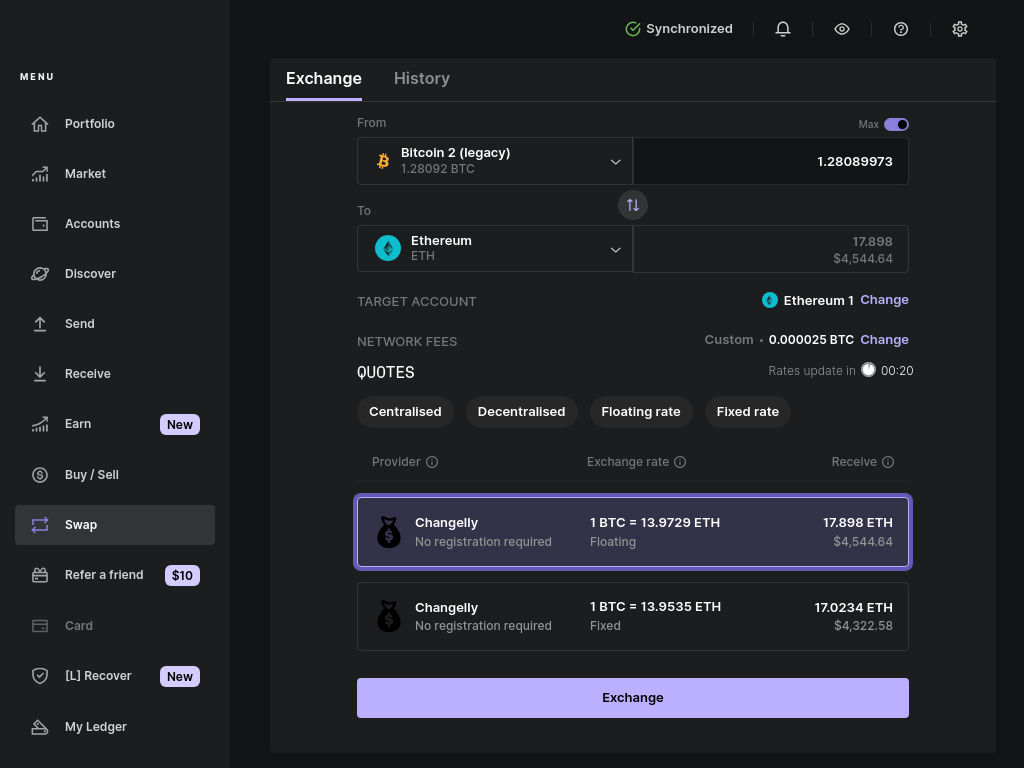 Synchronized
MENU
Portfolio
Market
Accounts
Discover
Send
Receive
Earn New
Buy / Sell
Swap
Refer a friend $10
Card
[L] Recover New
My Ledger
Exchange History
From Max
Bitcoin 2 (legacy)
1.28092 BTC
1.28089973
To
Ethereum
ETH
17.898
$4,544.64
TARGET ACCOUNT Ethereum 1 Change
NETWORK FEES Custom • 0.000025 BTC Change
QUOTES Rates update in 00:20
Centralised Decentralised Floating rate Fixed rate
Provider Exchange rate Receive
Changelly 1 BTC = 13.9729 ETH 17.898 ETH
No registration required Floating $4,544.64
Changelly 1 BTC = 13.9535 ETH 17.0234 ETH
No registration required Fixed $4,322.58
Exchange